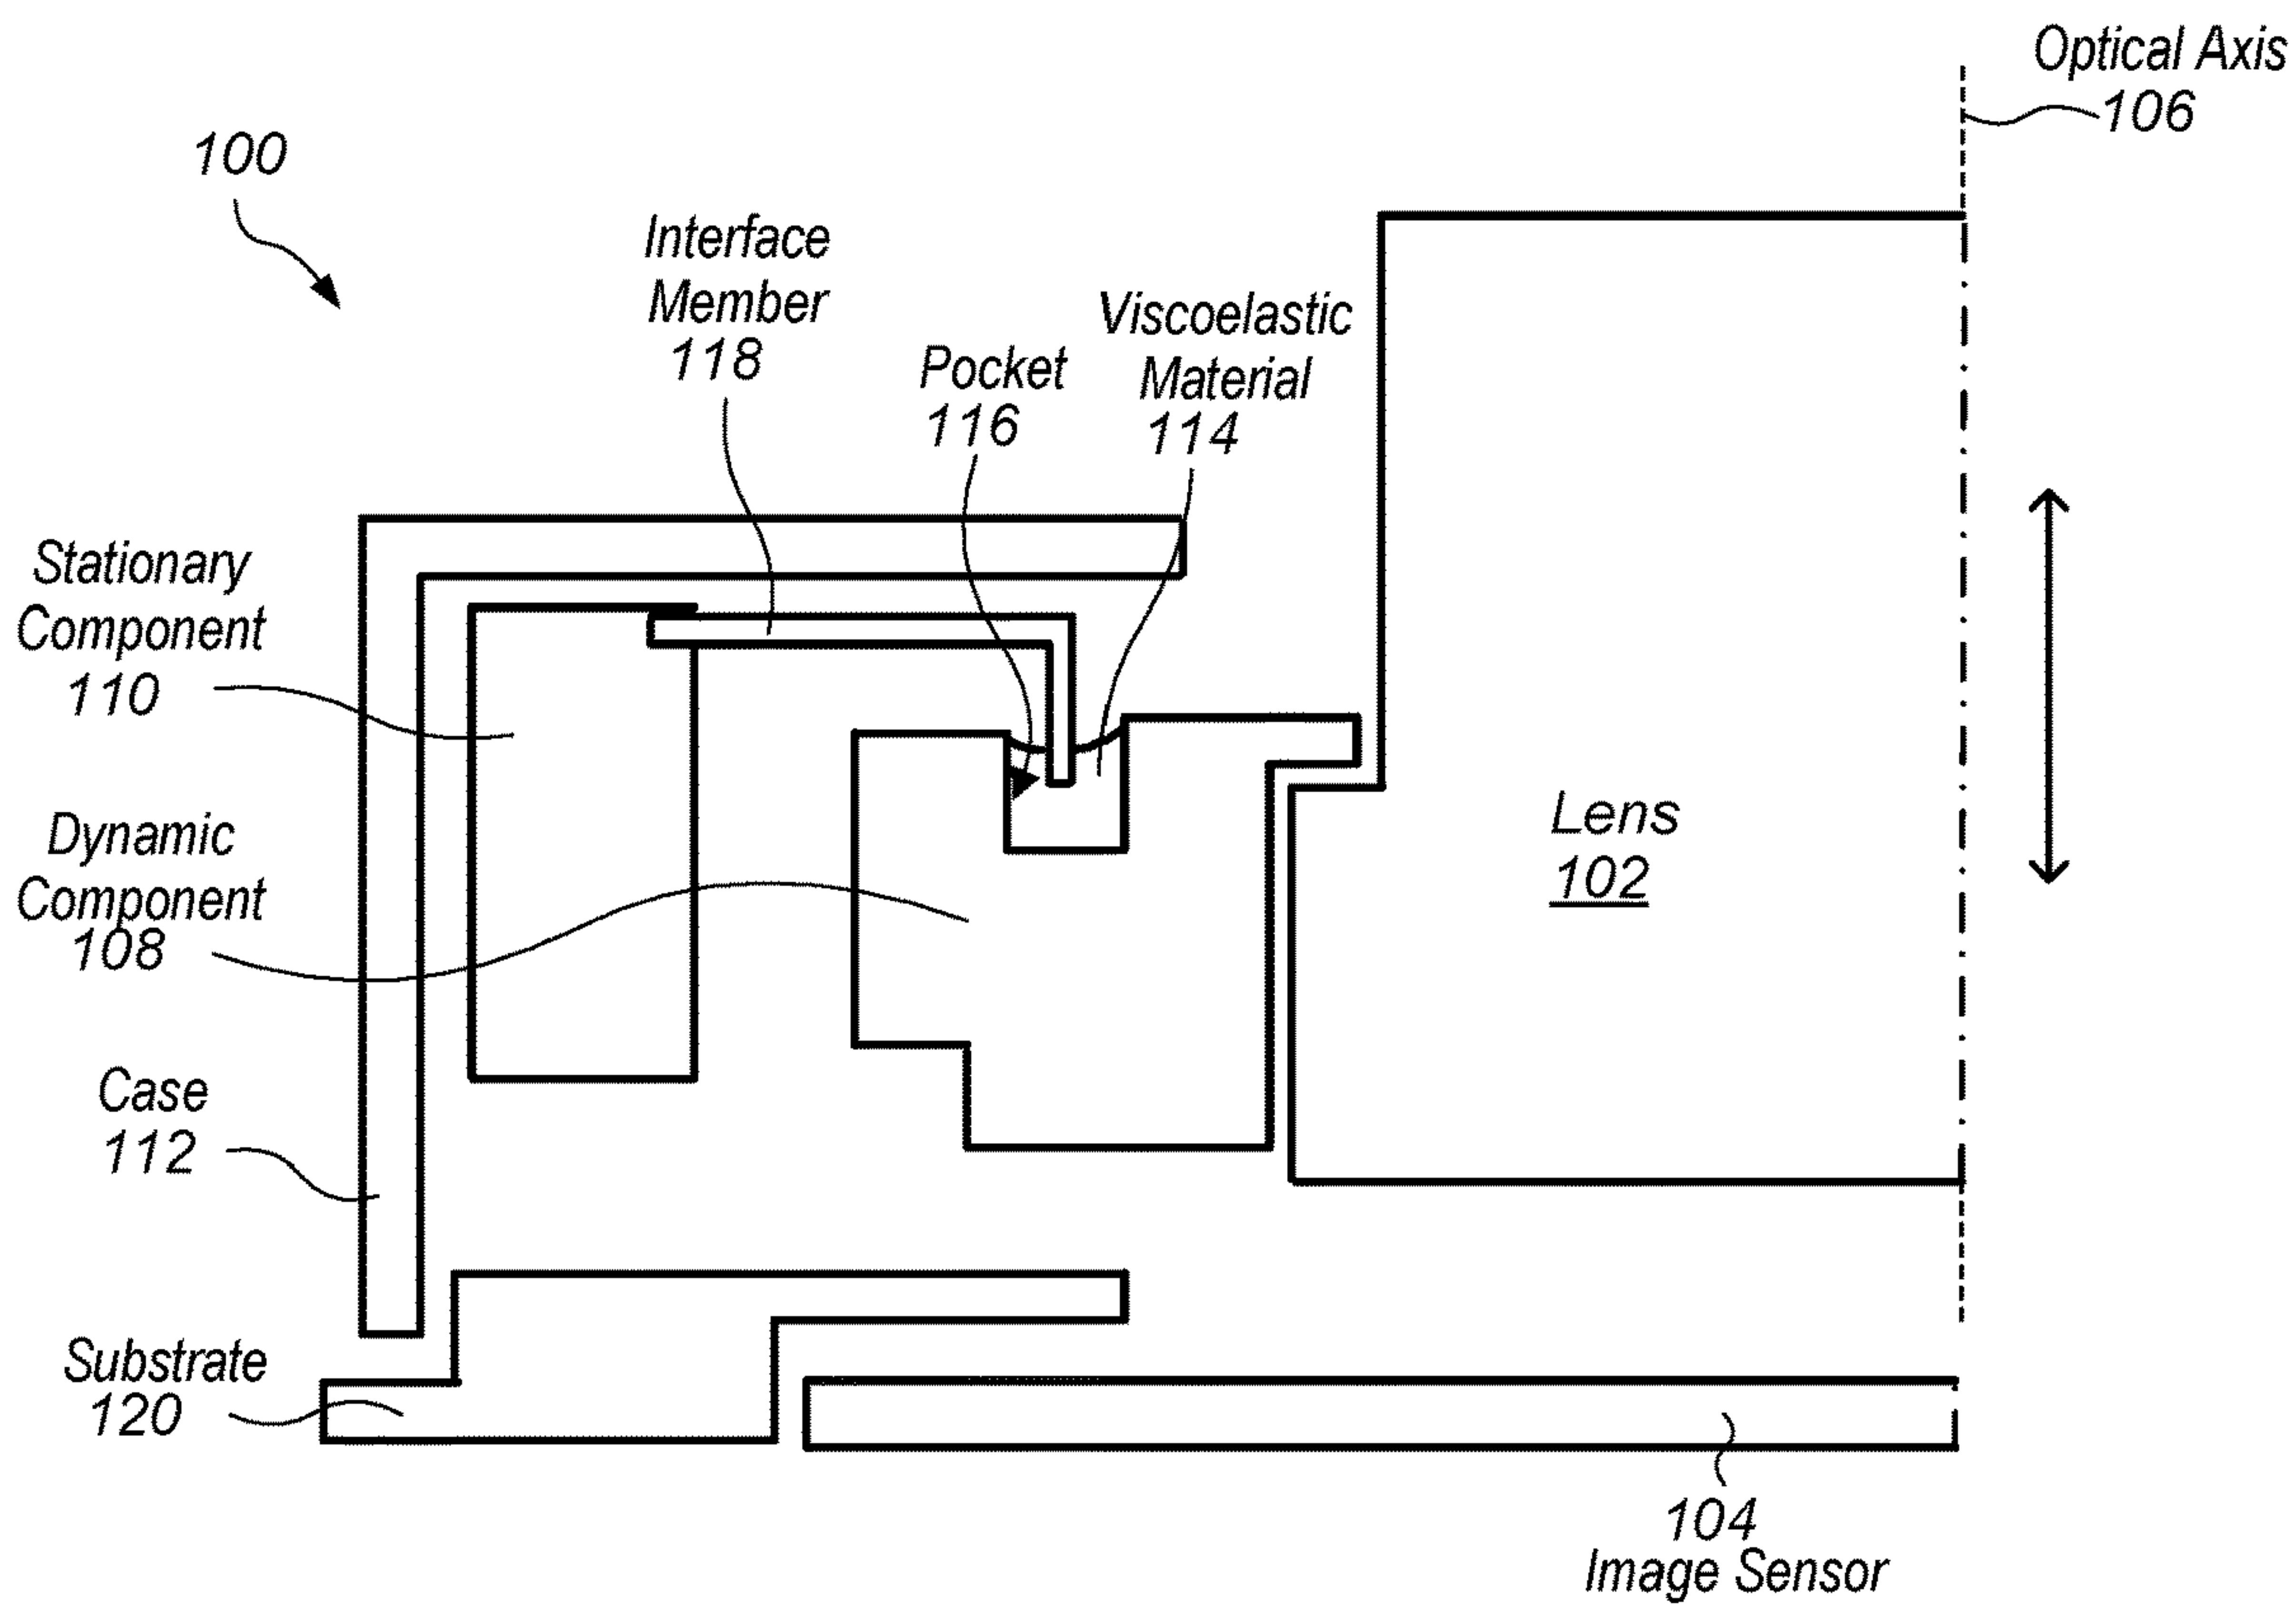 Optical Axis
106
100
Interface
Member
118
Viscoelastic
Material
114
Pocket
116
Stationary
Component
110
Dynamic
Component
108
Lens
102
Case
112
Substrate
120
104
Image Sensor